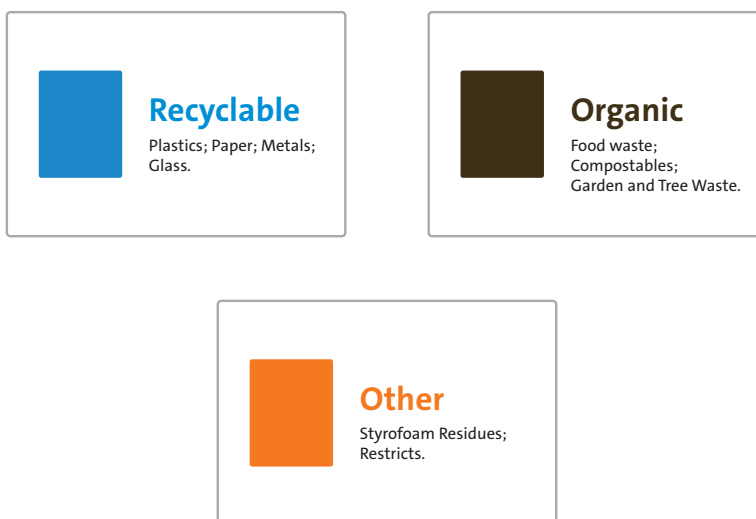 Recyclable
Plastics; Paper; Metals;
Glass.
Organic
Food waste;
Compostables;
Garden and Tree Waste.
Other
Styrofoam Residues;
Restricts.